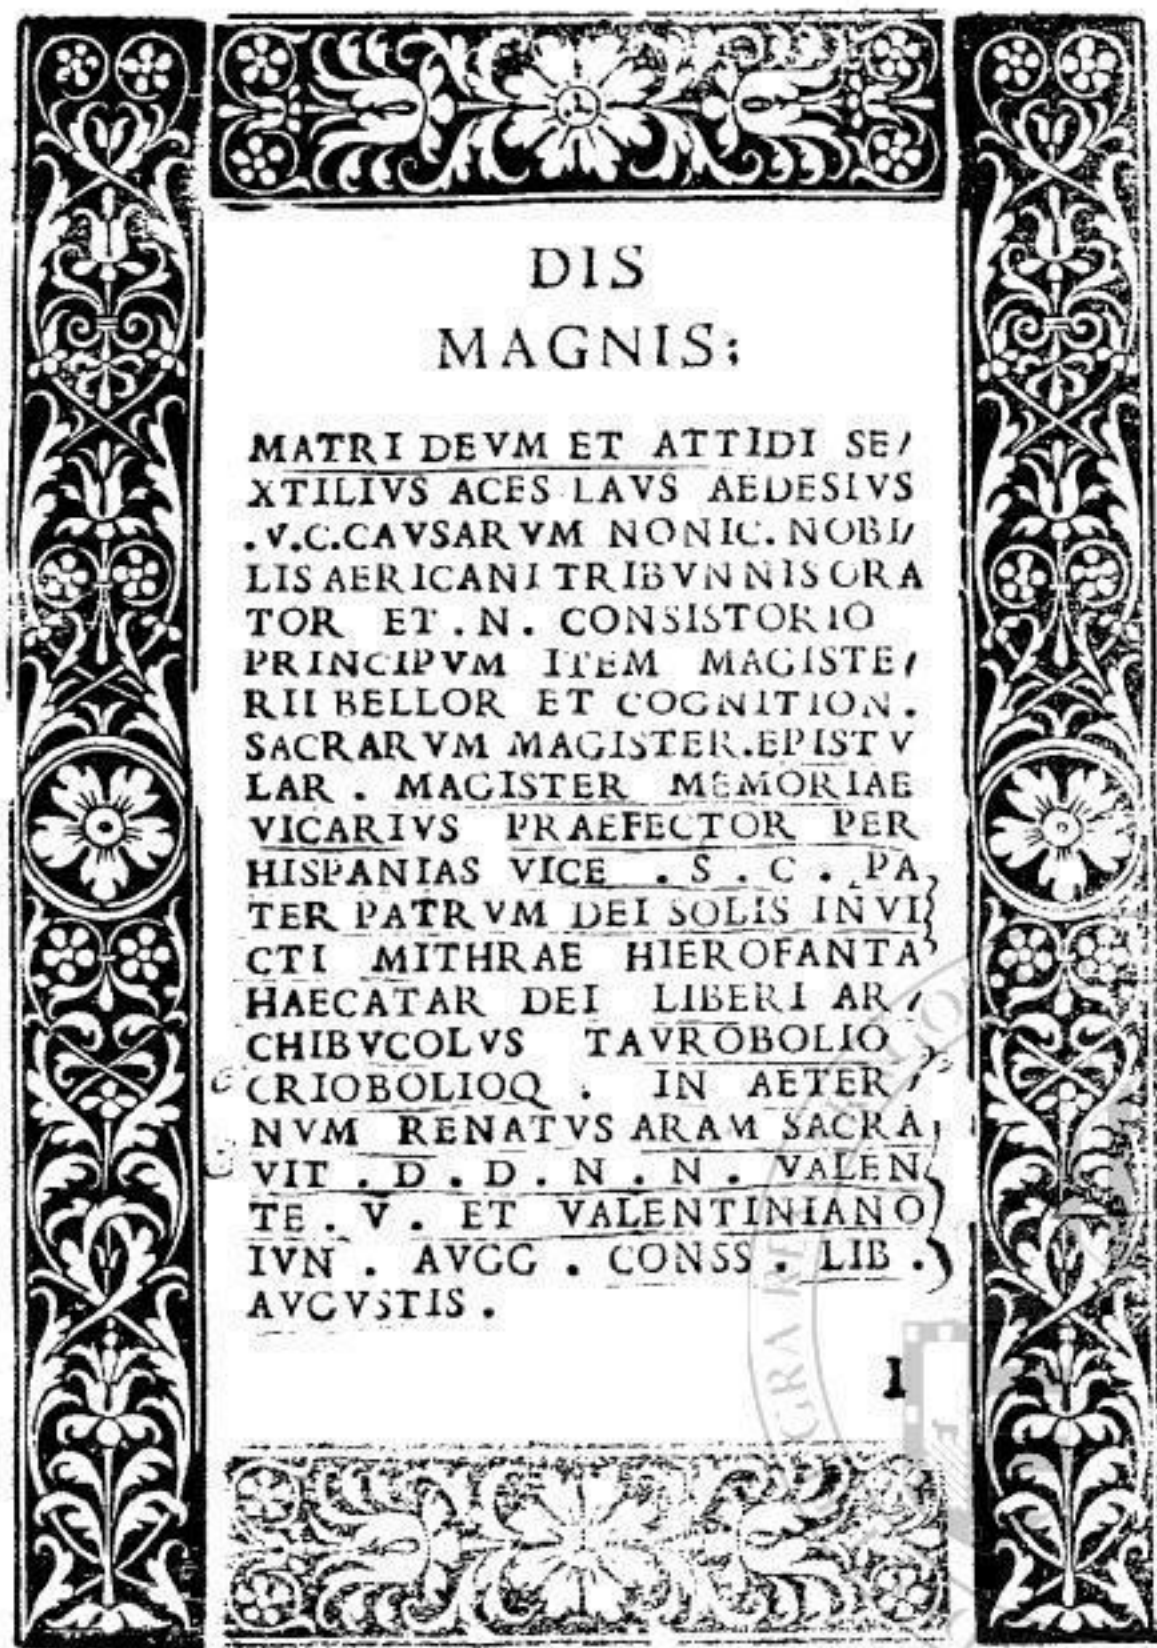 DIS
MAGNIS:
MATRI DEVM ET ATTIDI SE/
XTILIVS ACES LAVS AEDESIVS
.V.C.CAVSARVM NONIC. NOBI/
LIS AERICANI TRIBVNNIS ORA
TOR ET . N . CONSISTORIO
PRINCIPVM ITEM MAGISTE/
RII BELLOR ET COGNITION .
SACRARVM MAGISTER.EPISTV
LAR . MAGISTER MEMORIAE
VICARIVS PRAEFECTOR PER
HISPANIAS VICE . S . C . PA
TER PATRVM DEI SOLIS INVI
CTI MITHRAE HIEROFANTA
HAECATAR DEI LIBERI AR/
CHIBVCOLVS TAVROBOLIO
CRIOBOLIOQ . IN AETER/
NVM RENATVS ARAM SACRA
VIT . D . D . N . N . VALEN
TE . V . ET VALENTINIANO
IVN . AVGG . CONSS . LIB .
AVGVSTIS .
I